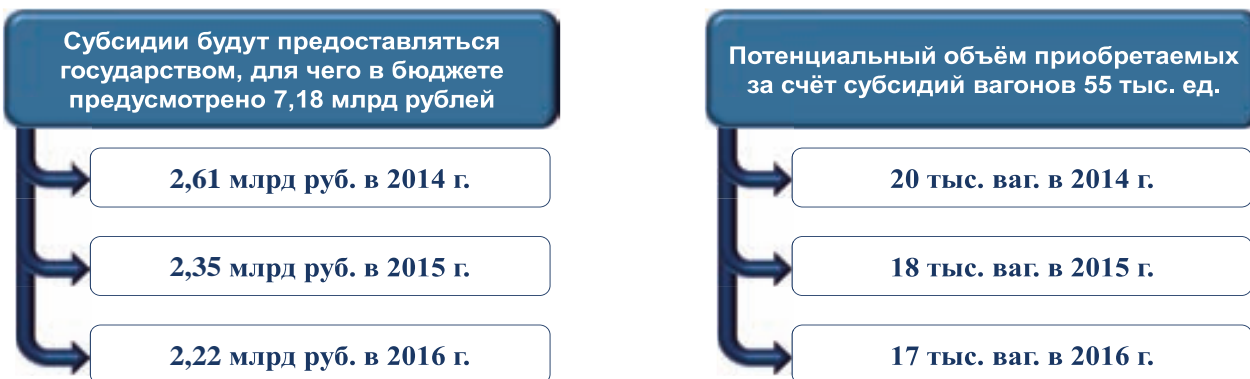 Субсидии будут предоставляться
государством, для чего в бюджете
предусмотрено 7,18 млрд рублей
2,61 млрд руб. в 2014 г.
2,35 млрд руб. в 2015 г.
2,22 млрд руб. в 2016 г.
Потенциальный объём приобретаемых
за счёт субсидий вагонов 55 тыс. ед.
20 тыс. ваг. в 2014 г.
18 тыс. ваг. в 2015 г.
17 тыс. ваг. в 2016 г.